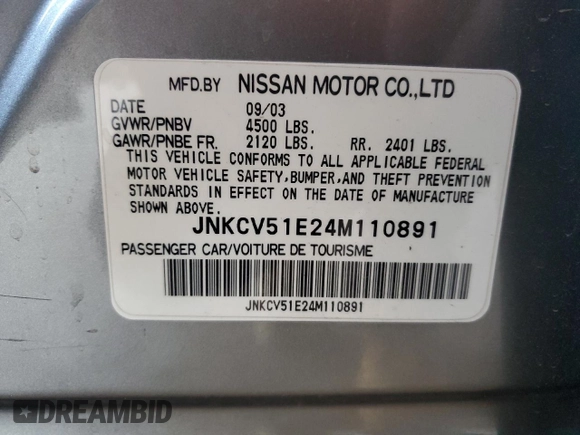 MFD.BY NISSAN MOTOR CO.,LTD
DATE 09/03
GVWR/PNBV 4500 LBS.
GAWR/PNBE FR. 2120 LBS. RR. 2401 LBS.
THIS VEHICLE CONFORMS TO ALL APPLICABLE FEDERAL
MOTOR VEHICLE SAFETY,BUMPER,AND THEFT PREVENTION
STANDARDS IN EFFECT ON THE DATE OF MANUFACTURE
SHOWN ABOVE.
JNKCV51E24M110891
PASSENGER CAR/VOITURE DE TOURISME
JNKCV51E24M110891
DREAMBID